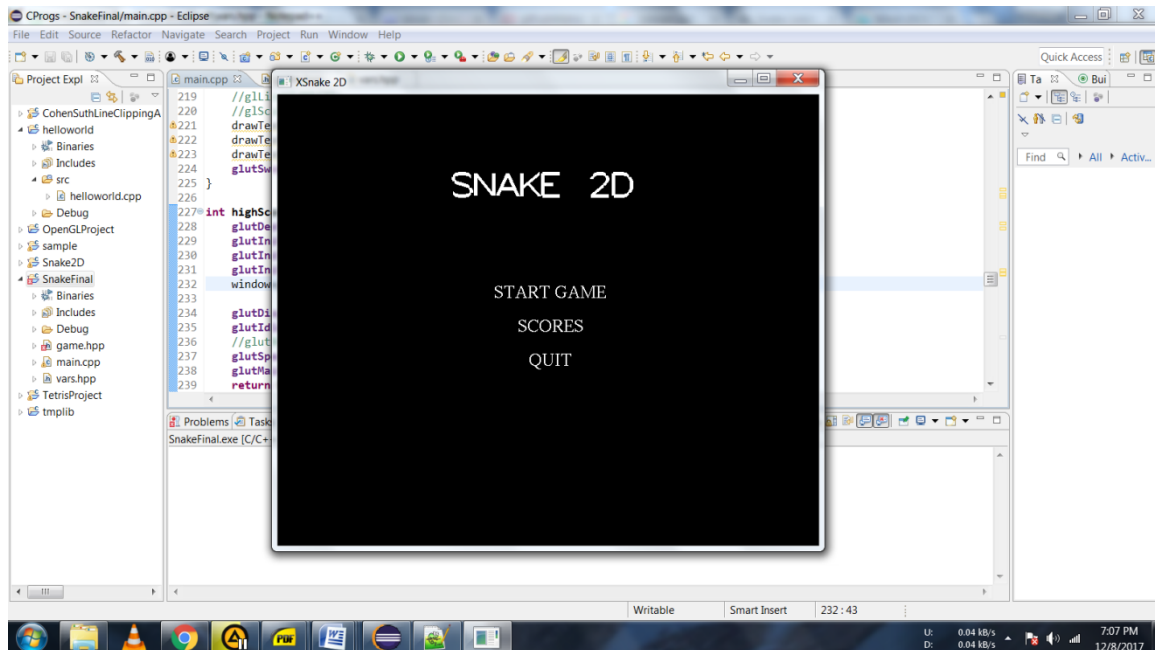 CProgs - SnakeFinal/main.cpp - Eclipse
File Edit Source Refactor Navigate Search Project Run Window Help
Quick Access
Project Expl
CohenSuthLineClippingA
helloworld
Binaries
Includes
src
helloworld.cpp
Debug
OpenGLProject
sample
Snake2D
SnakeFinal
Binaries
Includes
Debug
game.hpp
main.cpp
vars.hpp
TetrisProject
tmplib
main.cpp
219 //glLi
220 //glSc
221 drawTe
222 drawTe
223 drawTe
224 glutSw
225 }
226
227 int highSc
228 glutDe
229 glutIn
230 glutIn
231 glutIn
232 window
233
234 glutDi
235 glutId
236 //glut
237 glutSp
238 glutMa
239 return
XSnake 2D
SNAKE 2D
START GAME
SCORES
QUIT
Problems Task
SnakeFinal.exe [C/C+
Ta Bui
Find All Activ...
Writable Smart Insert 232 : 43
PDF
U: 0.04 kB/s
D: 0.04 kB/s
7:07 PM
12/8/2017